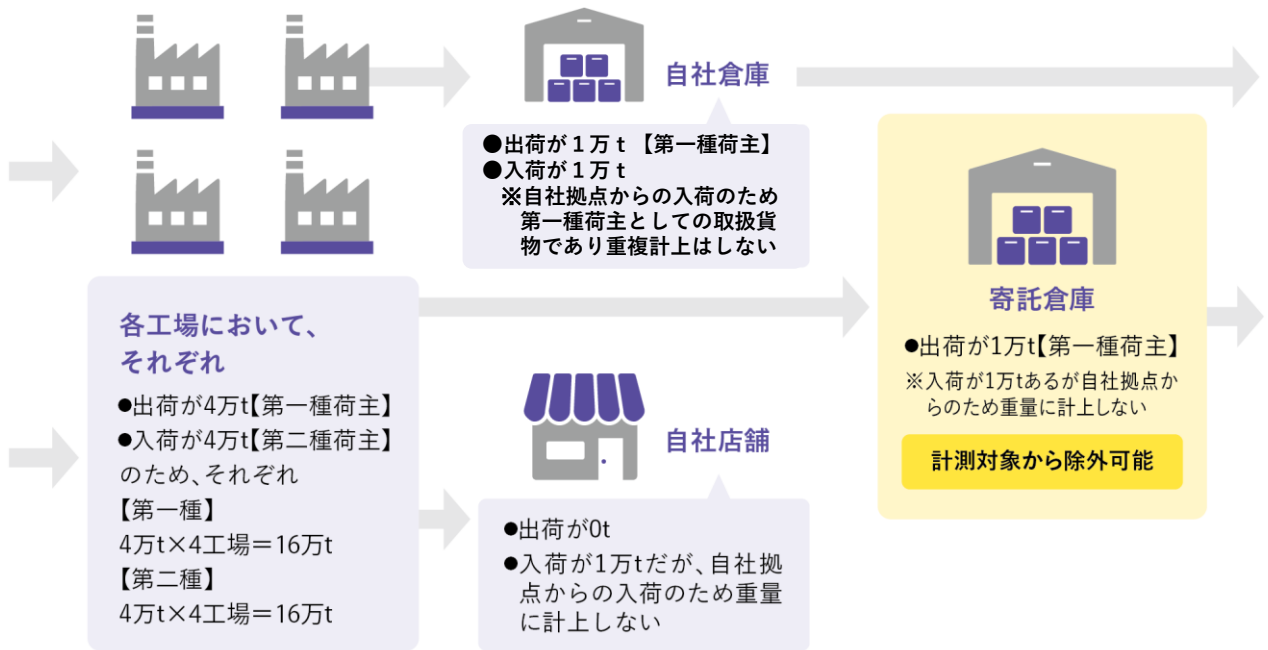 自社倉庫
●出荷が１万ｔ【第一種荷主】
●入荷が１万ｔ
※自社拠点からの入荷のため
第一種荷主としての取扱貨
物であり重複計上はしない
各工場において、
それぞれ
●出荷が4万t【第一種荷主】
●入荷が4万t【第二種荷主】
のため、それぞれ
【第一種】
4万t×4工場＝16万t
【第二種】
4万t×4工場＝16万t
自社店舗
●出荷が0t
●入荷が1万tだが、自社拠
点からの入荷のため重量
に計上しない
寄託倉庫
●出荷が1万t【第一種荷主】
※入荷が1万tあるが自社拠点か
らのため重量に計上しない
計測対象から除外可能